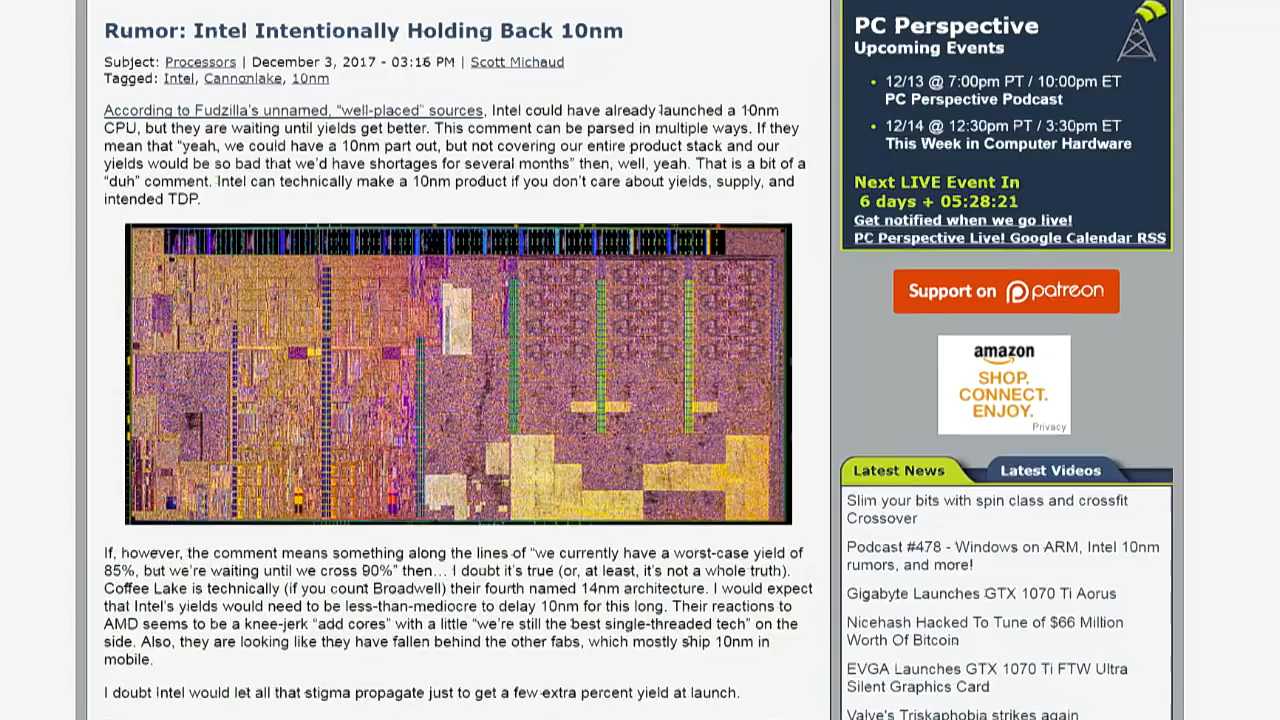 Rumor: Intel Intentionally Holding Back 10nm
Subject: Processors | December 3, 2017 - 03:16 PM | Scott Michaud
Tagged: Intel, Cannonlake, 10nm
According to Fudzilla's unnamed, "well-placed" sources, Intel could have already launched a 10nm
CPU, but they are waiting until yields get better. This comment can be parsed in multiple ways. If they
mean that "yeah, we could have a 10nm part out, but not covering our entire product stack and our
yields would be so bad that we'd have shortages for several months" then, well, yeah. That is a bit of a
"duh" comment. Intel can technically make a 10nm product if you don't care about yields, supply, and
intended TDP.
If, however, the comment means something along the lines of "we currently have a worst-case yield of
85%, but we're waiting until we cross 90%" then… I doubt it's true (or, at least, it's not a whole truth).
Coffee Lake is technically (if you count Broadwell) their fourth named 14nm architecture. I would expect
that Intel's yields would need to be less-than-mediocre to delay 10nm for this long. Their reactions to
AMD seems to be a knee-jerk "add cores" with a little "we're still the best single-threaded tech" on the
side. Also, they are looking like they have fallen behind the other fabs, which mostly ship 10nm in
mobile.
I doubt Intel would let all that stigma propagate just to get a few extra percent yield at launch.
PC Perspective
Upcoming Events
12/13 @ 7:00pm PT / 10:00pm ET
PC Perspective Podcast
12/14 @ 12:30pm PT / 3:30pm ET
This Week in Computer Hardware
Next LIVE Event In
6 days + 05:28:21
Get notified when we go live!
PC Perspective Live! Google Calendar RSS
Support on patreon
amazon
SHOP.
CONNECT.
ENJOY.
Privacy
Latest News Latest Videos
Slim your bits with spin class and crossfit
Crossover
Podcast #478 - Windows on ARM, Intel 10nm
rumors, and more!
Gigabyte Launches GTX 1070 Ti Aorus
Nicehash Hacked To Tune of $66 Million
Worth Of Bitcoin
EVGA Launches GTX 1070 Ti FTW Ultra
Silent Graphics Card
Valve's Triskaphobia strikes again